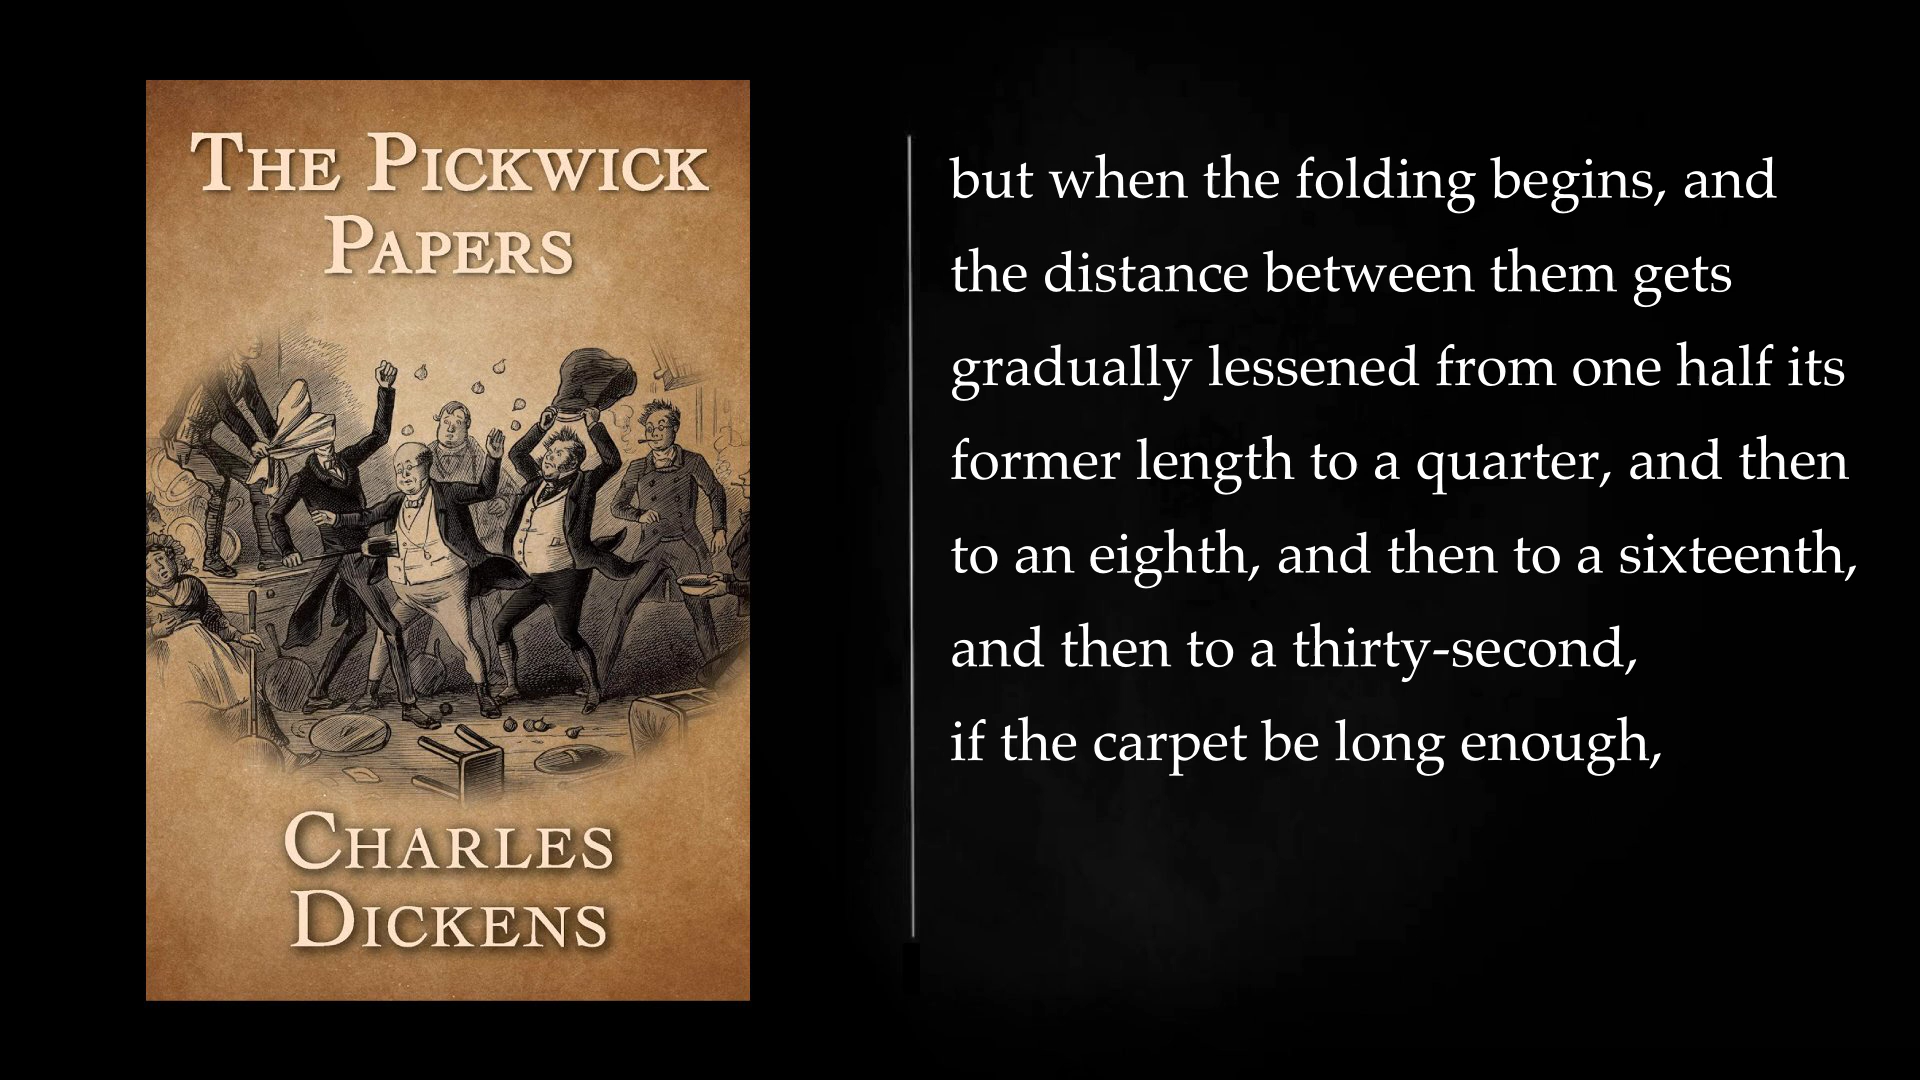 THE PICKWICK
PAPERS
CHARLES
DICKENS
but when the folding begins, and
the distance between them gets
gradually lessened from one half its
former length to a quarter, and then
to an eighth, and then to a sixteenth,
and then to a thirty-second,
if the carpet be long enough,